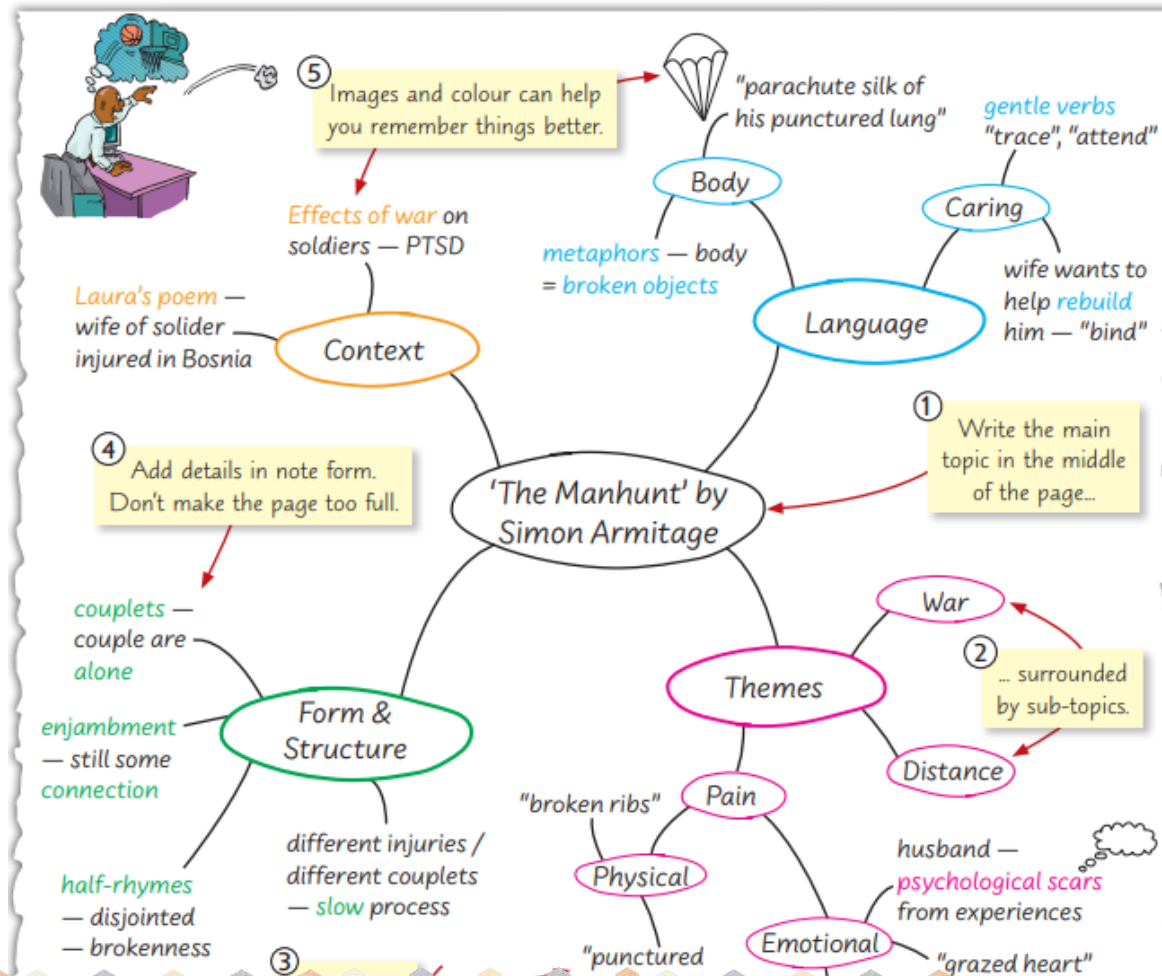 ⑤
Images and colour can help
you remember things better.
"parachute silk of
his punctured lung"
gentle verbs
"trace", "attend"
Body
Caring
Effects of war on
soldiers — PTSD
metaphors — body
= broken objects
wife wants to
help rebuild
him — "bind"
Laura's poem —
wife of solider
injured in Bosnia
Context
Language
①
Write the main
topic in the middle
of the page...
④
Add details in note form.
Don't make the page too full.
'The Manhunt' by
Simon Armitage
couplets —
couple are
alone
War
②
... surrounded
by sub-topics.
Themes
Form &
Structure
enjambment
— still some
connection
Distance
Pain
"broken ribs"
different injuries /
different couplets
— slow process
Physical
husband —
psychological scars
from experiences
half-rhymes
— disjointed
— brokenness
Emotional
"punctured
"grazed heart"
③